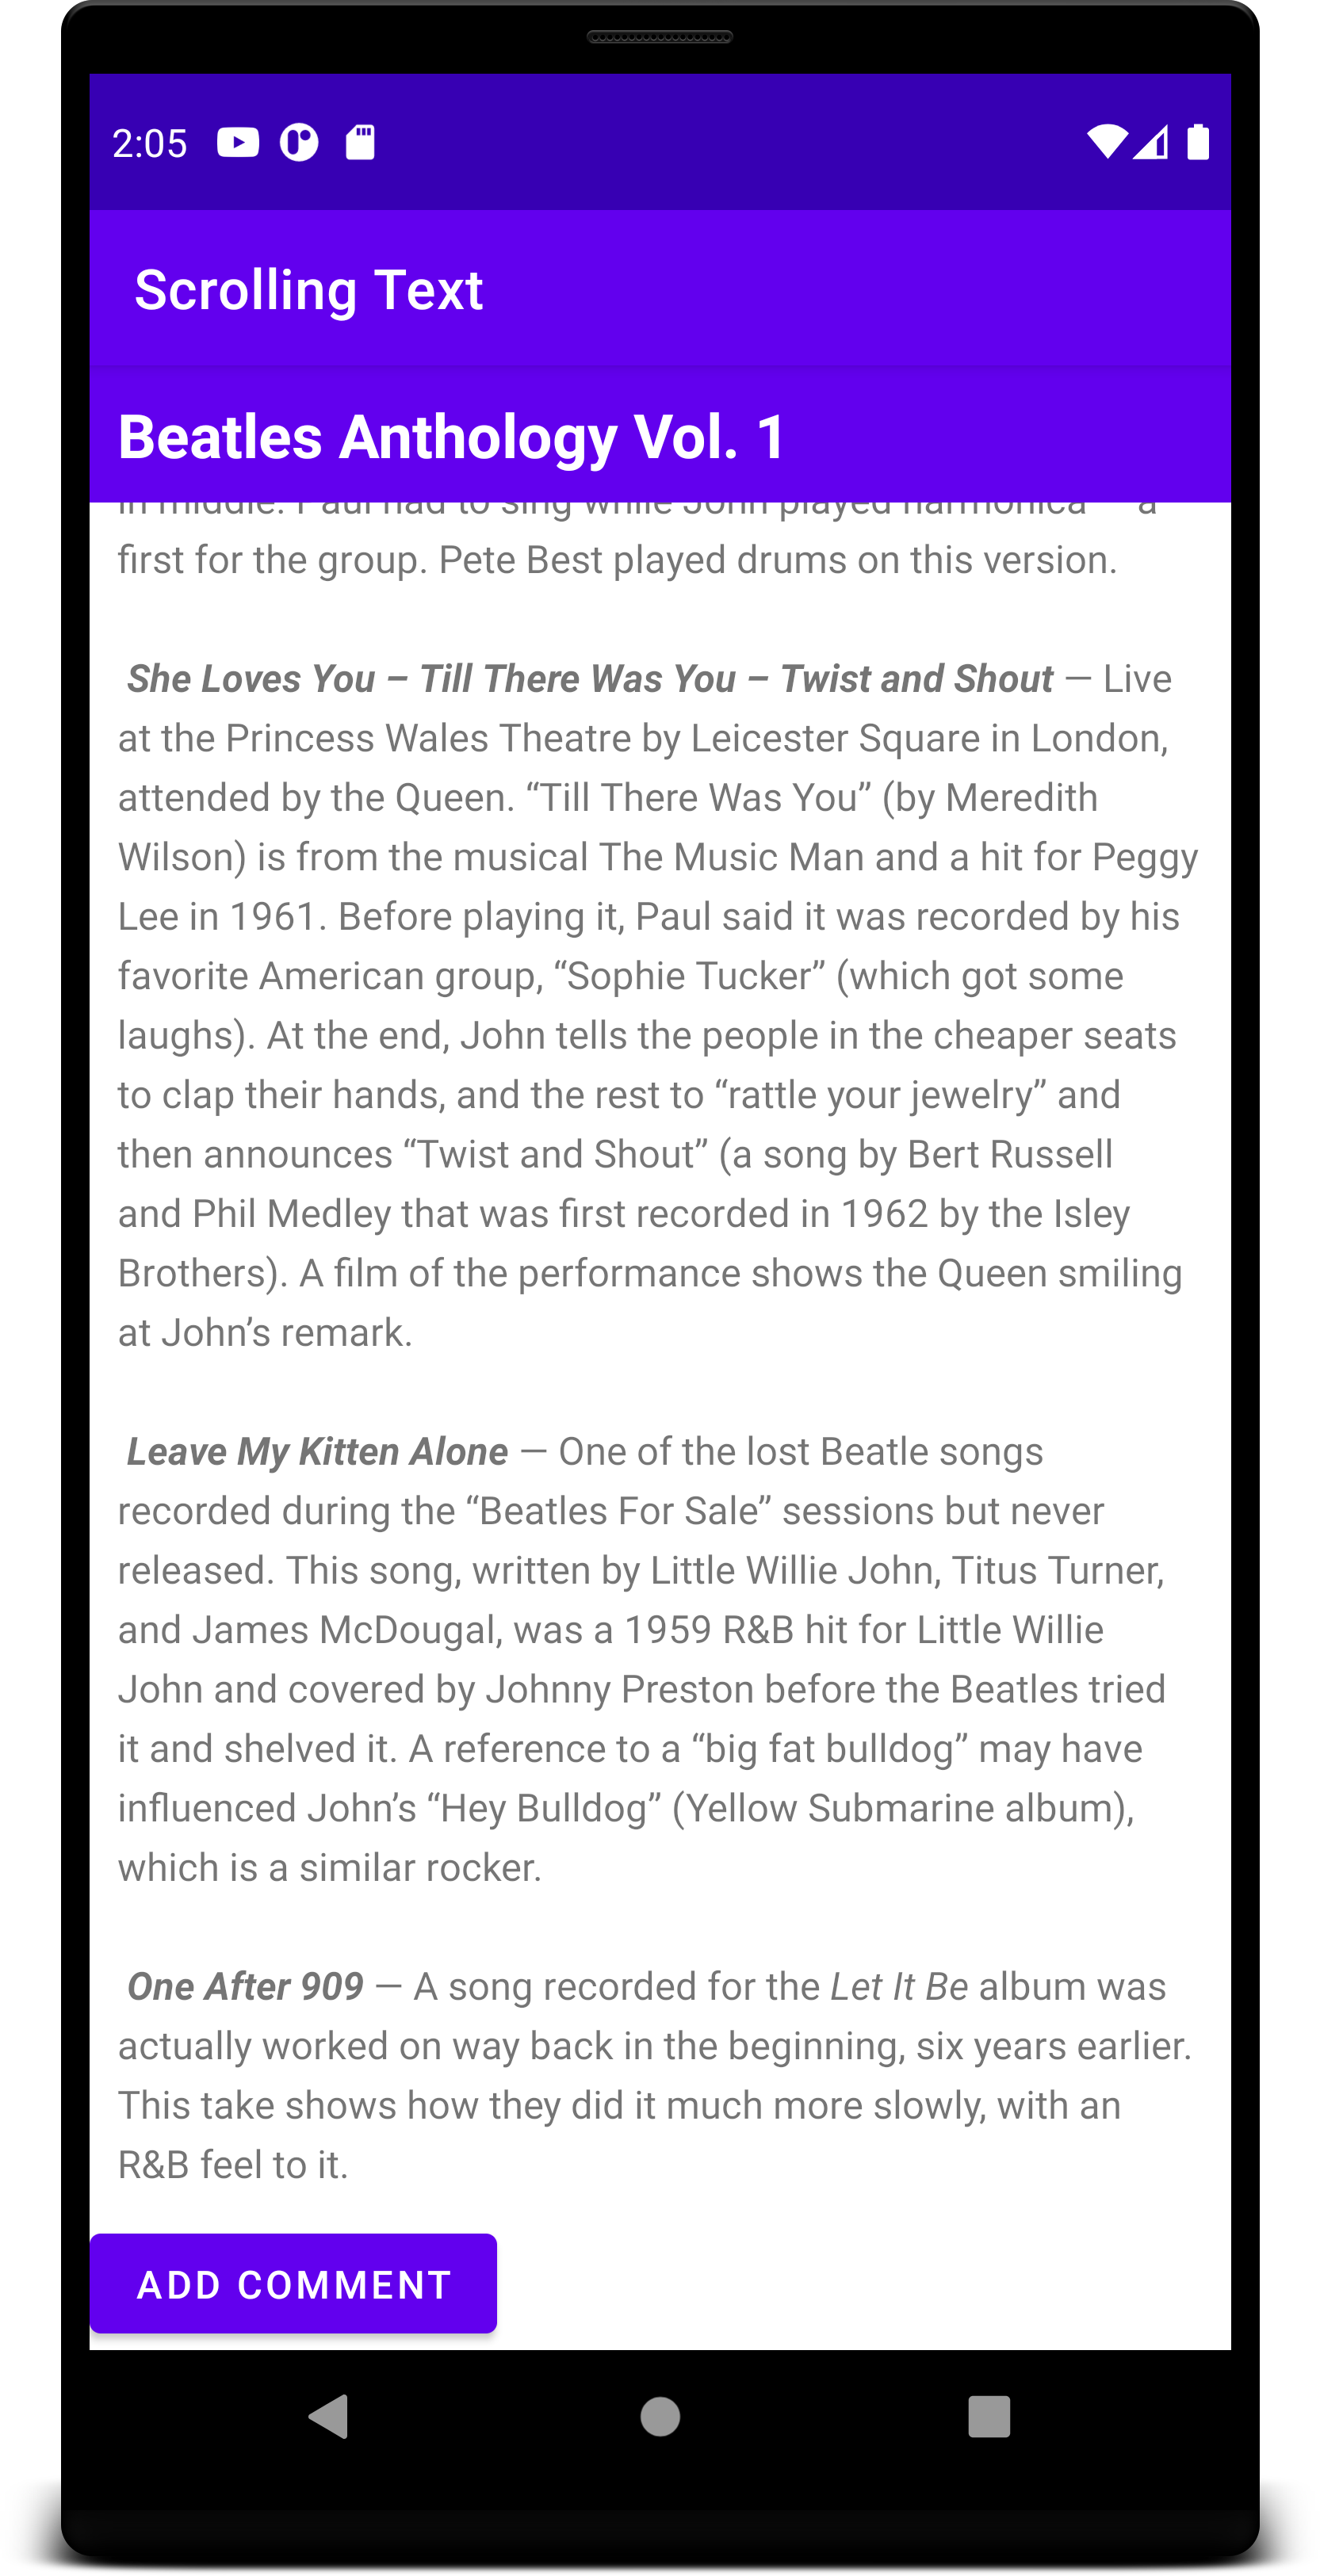 2:05
Scrolling Text
Beatles Anthology Vol. 1
in middle. Paul had to sing while John played harmonica — a
first for the group. Pete Best played drums on this version.
She Loves You – Till There Was You – Twist and Shout — Live
at the Princess Wales Theatre by Leicester Square in London,
attended by the Queen. “Till There Was You” (by Meredith
Wilson) is from the musical The Music Man and a hit for Peggy
Lee in 1961. Before playing it, Paul said it was recorded by his
favorite American group, “Sophie Tucker” (which got some
laughs). At the end, John tells the people in the cheaper seats
to clap their hands, and the rest to “rattle your jewelry” and
then announces “Twist and Shout” (a song by Bert Russell
and Phil Medley that was first recorded in 1962 by the Isley
Brothers). A film of the performance shows the Queen smiling
at John’s remark.
Leave My Kitten Alone — One of the lost Beatle songs
recorded during the “Beatles For Sale” sessions but never
released. This song, written by Little Willie John, Titus Turner,
and James McDougal, was a 1959 R&B hit for Little Willie
John and covered by Johnny Preston before the Beatles tried
it and shelved it. A reference to a “big fat bulldog” may have
influenced John’s “Hey Bulldog” (Yellow Submarine album),
which is a similar rocker.
One After 909 — A song recorded for the Let It Be album was
actually worked on way back in the beginning, six years earlier.
This take shows how they did it much more slowly, with an
R&B feel to it.
ADD COMMENT